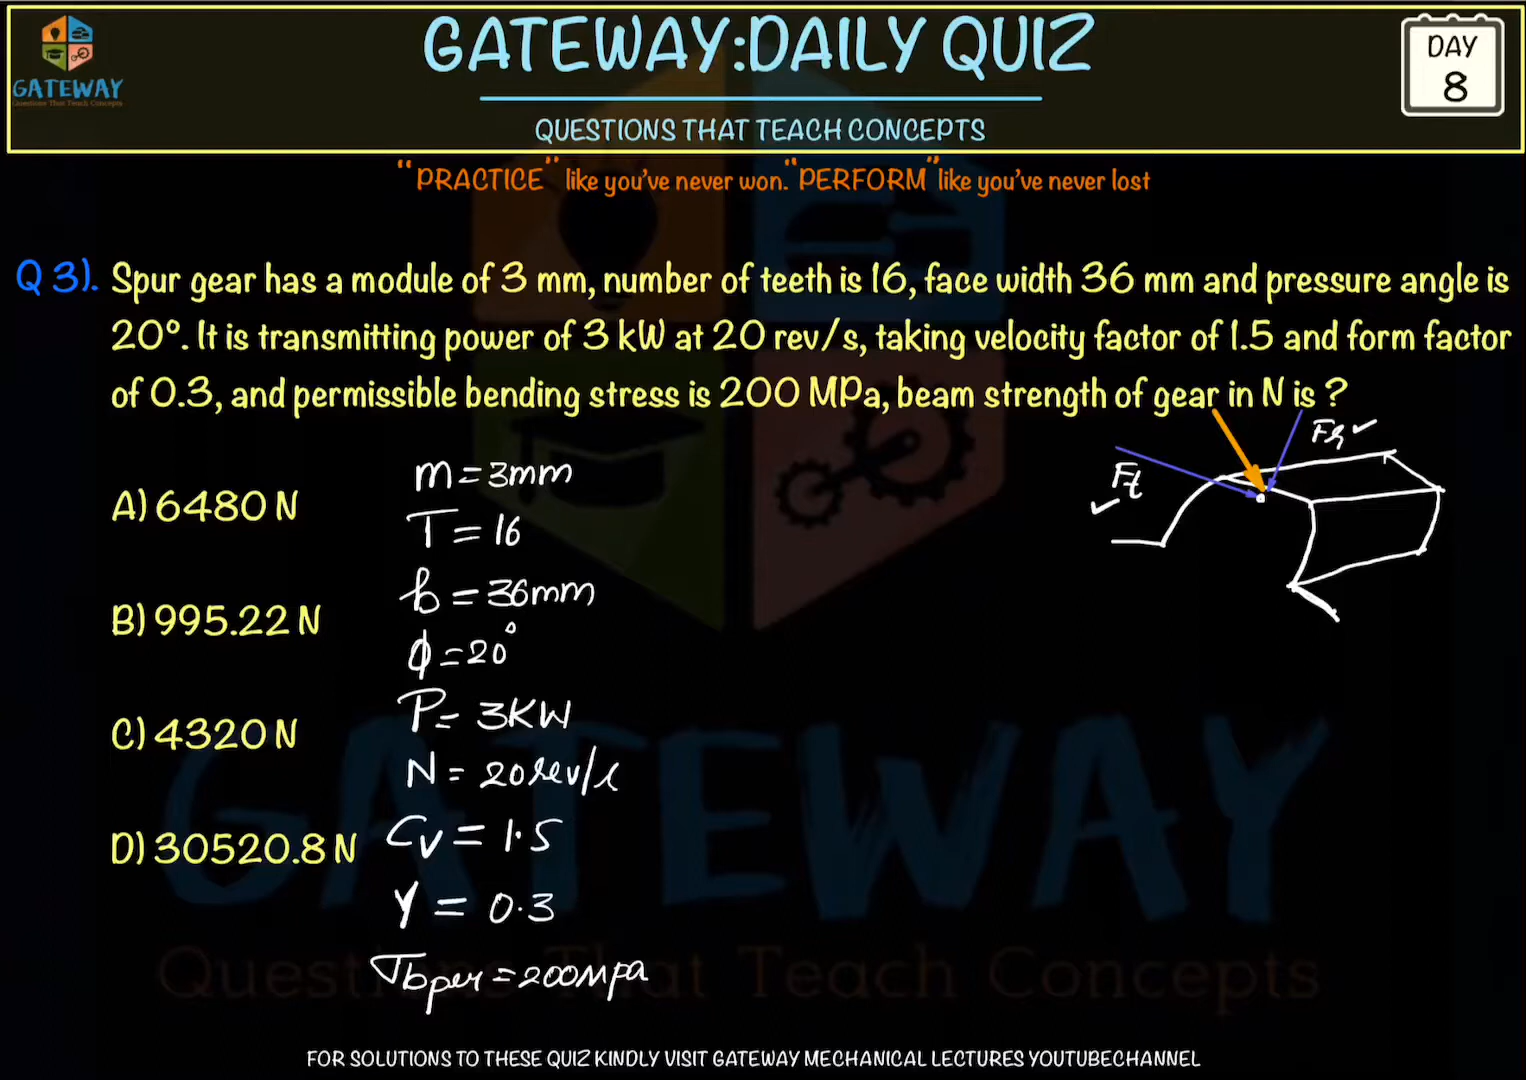 GATEWAY:DAILY QUIZ
QUESTIONS THAT TEACH CONCEPTS
GATEWAY
Questions That Teach Concepts
DAY
8
"PRACTICE" like you've never won. "PERFORM" like you've never lost
Q 3). Spur gear has a module of 3 mm, number of teeth is 16, face width 36 mm and pressure angle is
20°. It is transmitting power of 3 kW at 20 rev/s, taking velocity factor of 1.5 and form factor
of 0.3, and permissible bending stress is 200 MPa, beam strength of gear in N is ?
A) 6480 N
B) 995.22 N
C) 4320 N
D) 30520.8 N
m = 3mm
T = 16
b = 36mm
ϕ = 20°
P = 3KW
N = 20rev/s
Cv = 1.5
Y = 0.3
σbper = 200MPa
Ft ✓
Fr ✓
GATEWAY
Questions That Teach Concepts
FOR SOLUTIONS TO THESE QUIZ KINDLY VISIT GATEWAY MECHANICAL LECTURES YOUTUBECHANNEL